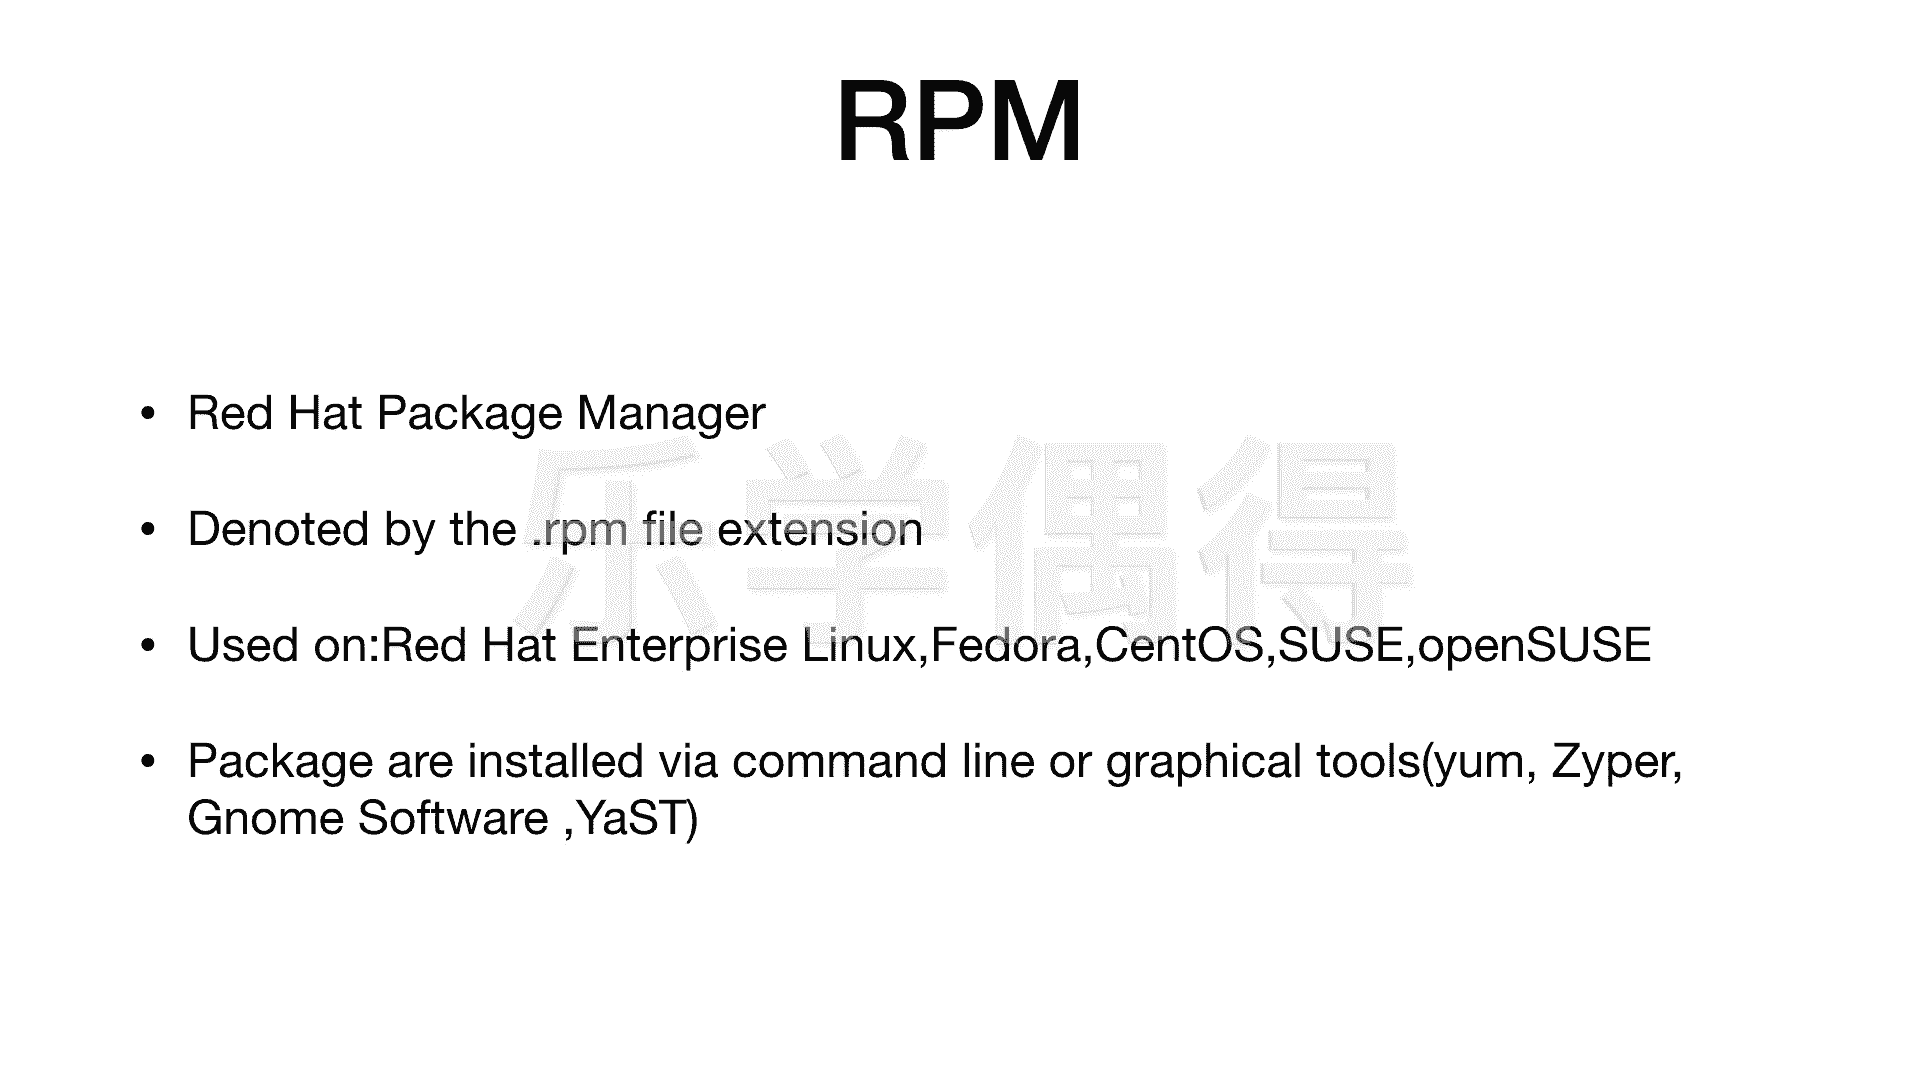 RPM
• Red Hat Package Manager
• Denoted by the .rpm file extension
乐学偶得
• Used on:Red Hat Enterprise Linux,Fedora,CentOS,SUSE,openSUSE
• Package are installed via command line or graphical tools(yum, Zyper,
Gnome Software ,YaST)